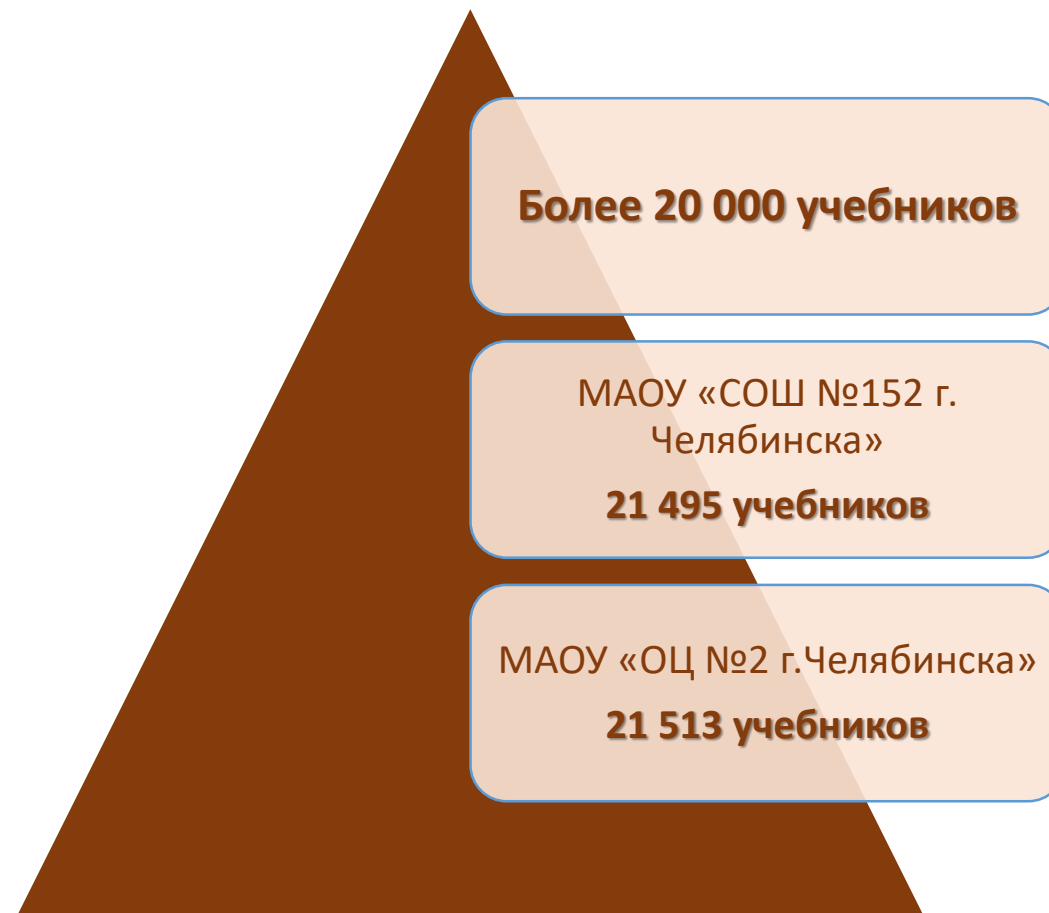 Более 20 000 учебников
МАОУ «СОШ №152 г.
Челябинска»
21 495 учебников
МАОУ «ОЦ №2 г.Челябинска»
21 513 учебников